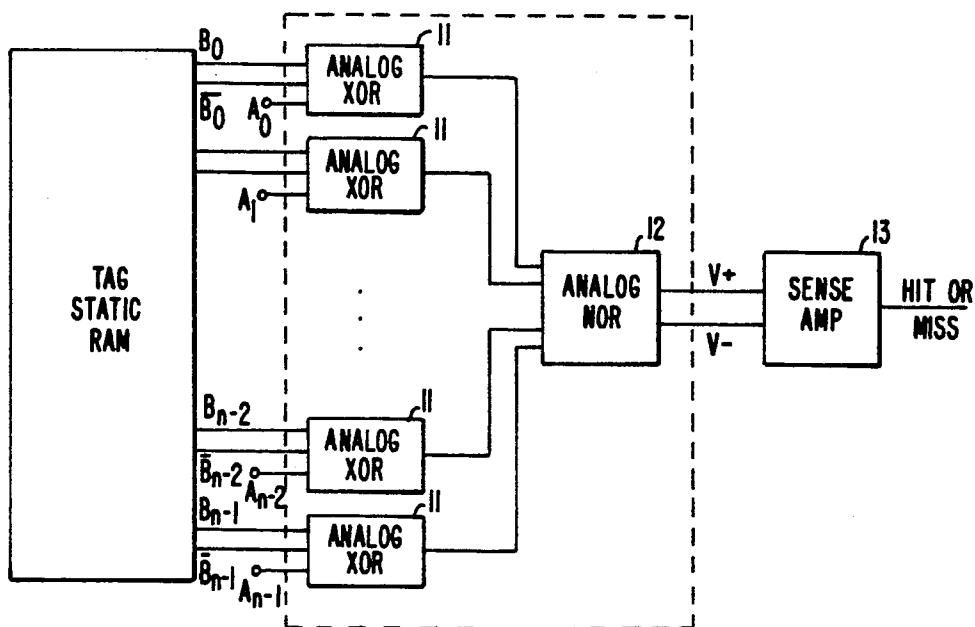 B₀
B̅₀
A₀
11
ANALOG
XOR
11
ANALOG
XOR
A₁
TAG
STATIC
RAM
.
.
.
12
ANALOG
NOR
V+
V-
13
SENSE
AMP
HIT OR
MISS
Bₙ₋₂
B̅ₙ₋₂
Aₙ₋₂
11
ANALOG
XOR
Bₙ₋₁
B̅ₙ₋₁
Aₙ₋₁
11
ANALOG
XOR